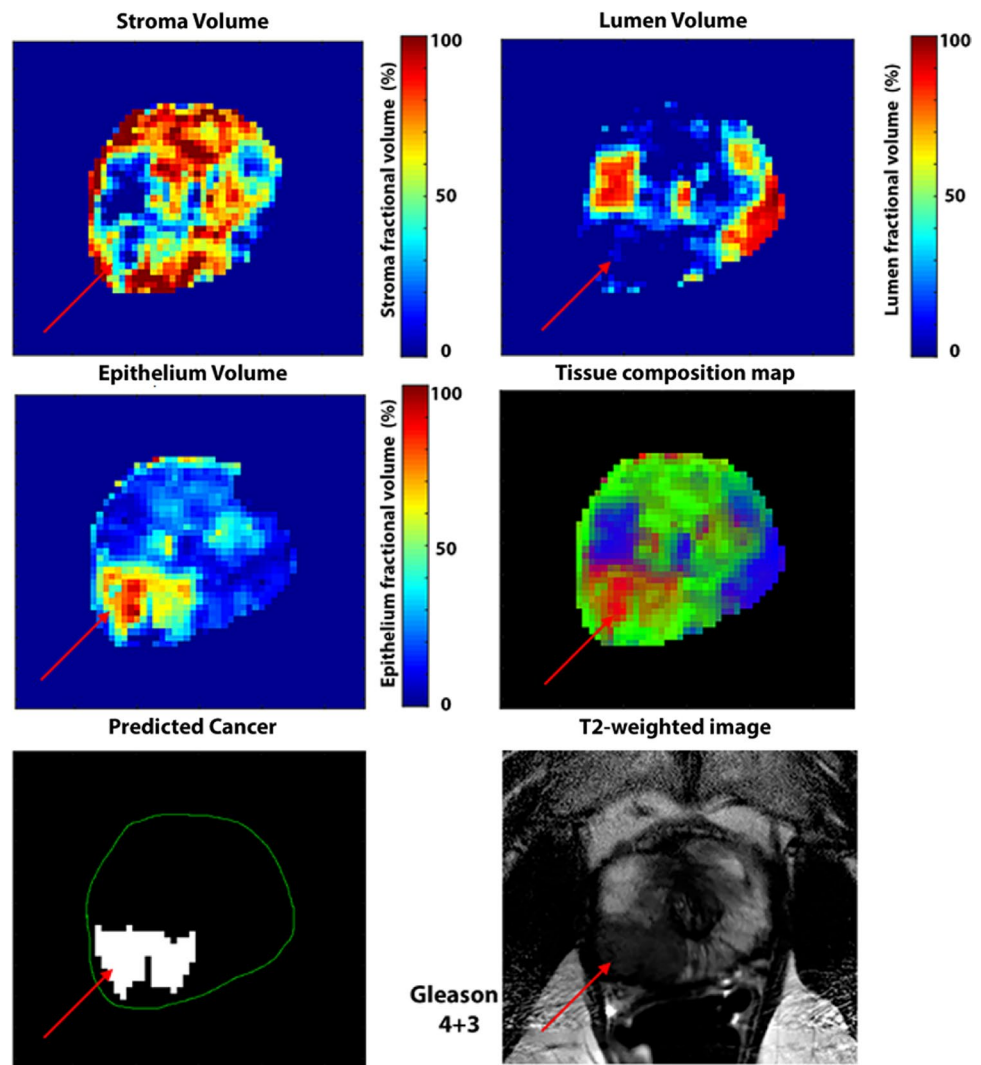 Stroma Volume
Lumen Volume
100
50
0
Stroma fractional volume (%)
100
50
0
Lumen fractional volume (%)
Epithelium Volume
Tissue composition map
100
50
0
Epithelium fractional volume (%)
Predicted Cancer
T2-weighted image
Gleason
4+3